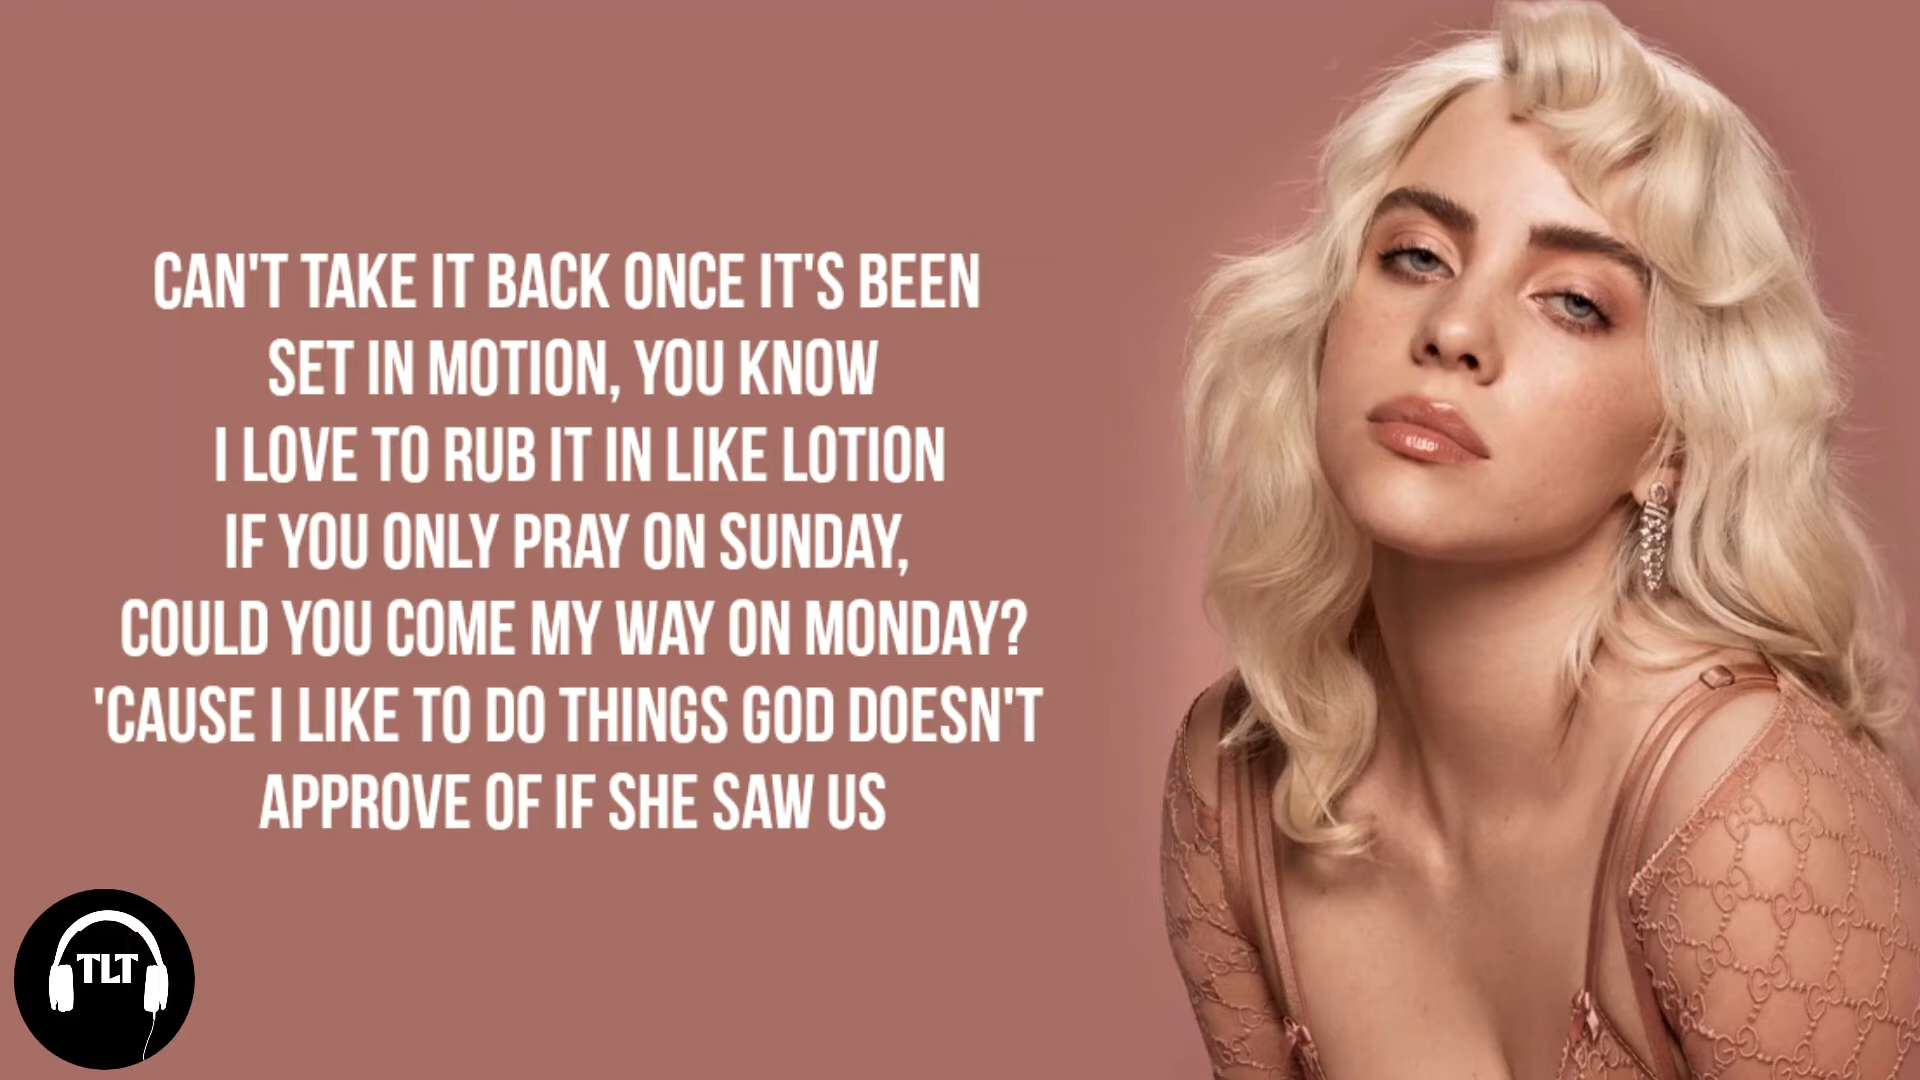 CAN'T TAKE IT BACK ONCE IT'S BEEN
SET IN MOTION, YOU KNOW
I LOVE TO RUB IT IN LIKE LOTION
IF YOU ONLY PRAY ON SUNDAY,
COULD YOU COME MY WAY ON MONDAY?
'CAUSE I LIKE TO DO THINGS GOD DOESN'T
APPROVE OF IF SHE SAW US
TLT